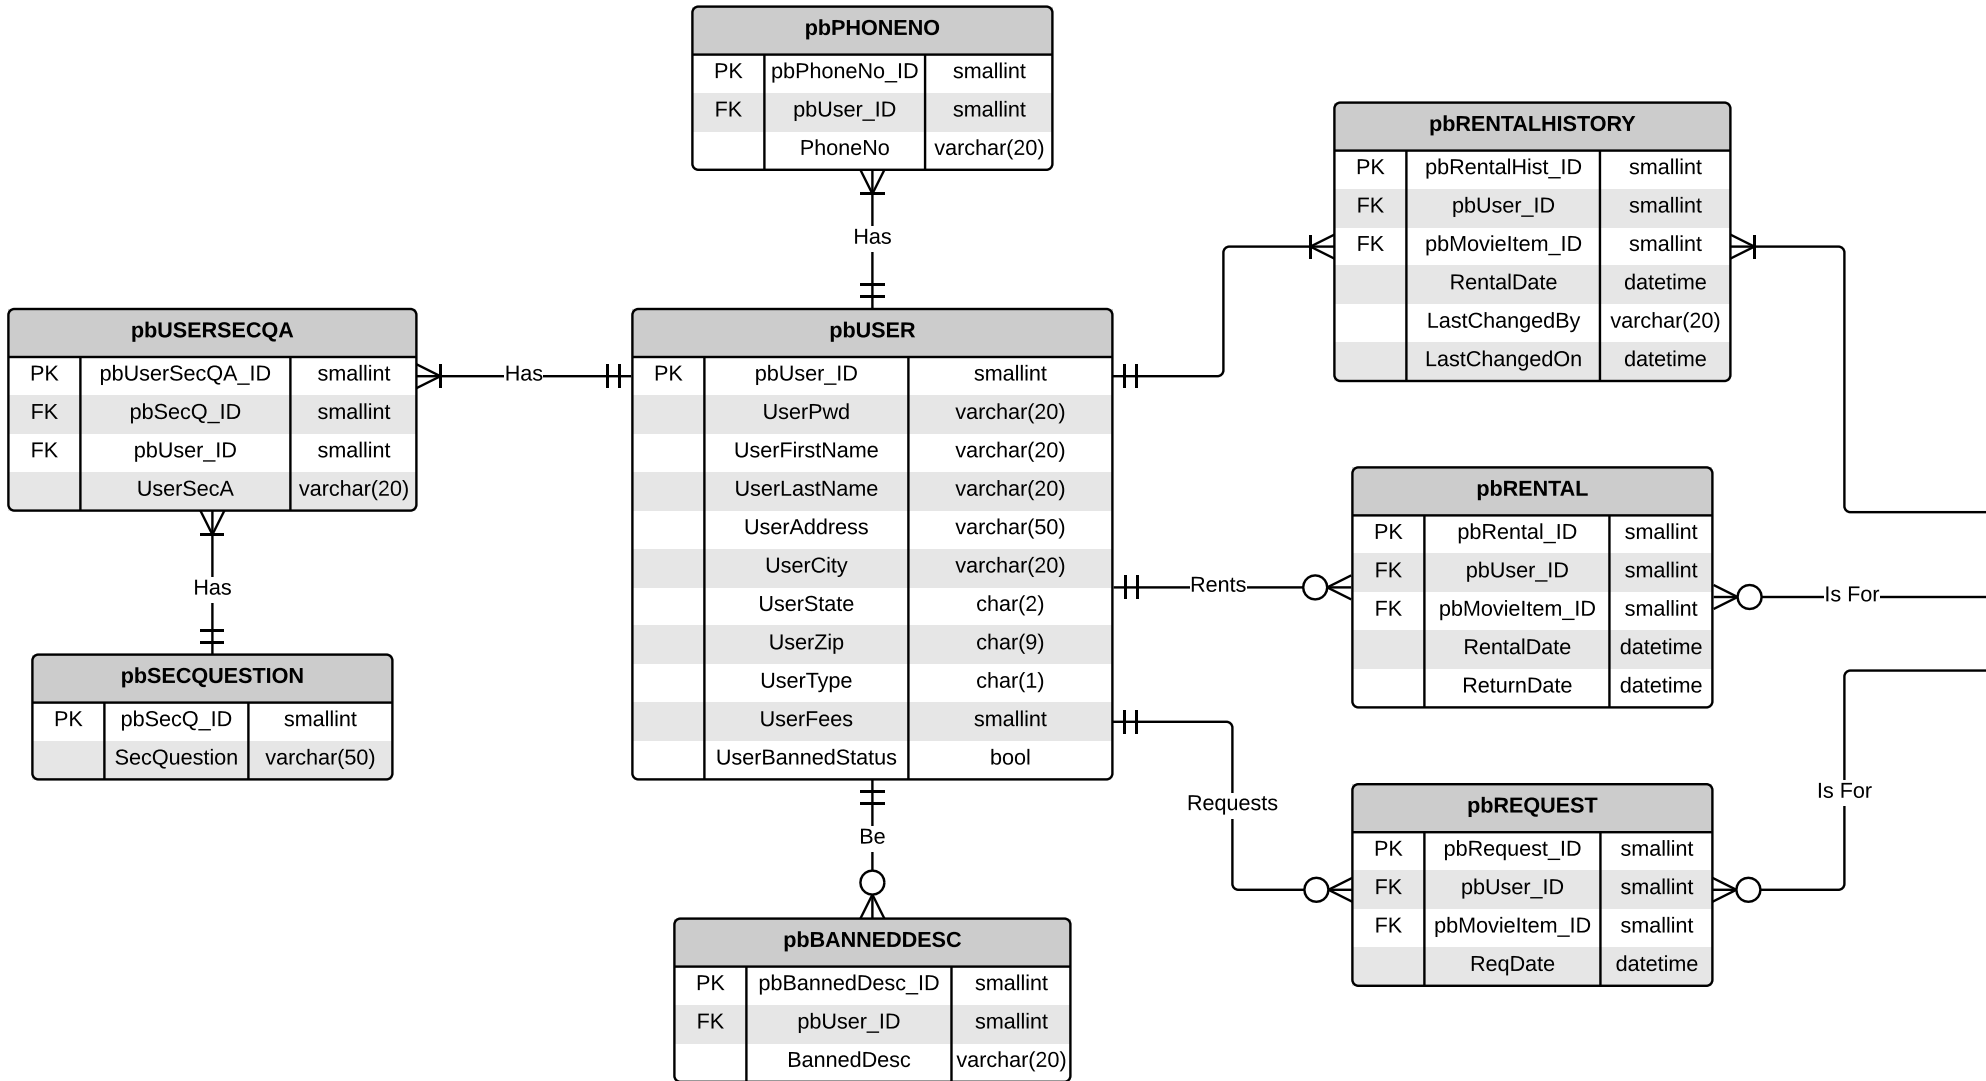 pbPHONENO
PK pbPhoneNo_ID smallint
FK pbUser_ID smallint
PhoneNo varchar(20)
Has
pbUSERSECQA
PK pbUserSecQA_ID smallint
FK pbSecQ_ID smallint
FK pbUser_ID smallint
UserSecA varchar(20)
Has
Has
pbSECQUESTION
PK pbSecQ_ID smallint
SecQuestion varchar(50)
pbUSER
PK pbUser_ID smallint
UserPwd varchar(20)
UserFirstName varchar(20)
UserLastName varchar(20)
UserAddress varchar(50)
UserCity varchar(20)
UserState char(2)
UserZip char(9)
UserType char(1)
UserFees smallint
UserBannedStatus bool
Be
pbBANNEDDESC
PK pbBannedDesc_ID smallint
FK pbUser_ID smallint
BannedDesc varchar(20)
pbRENTALHISTORY
PK pbRentalHist_ID smallint
FK pbUser_ID smallint
FK pbMovieItem_ID smallint
RentalDate datetime
LastChangedBy varchar(20)
LastChangedOn datetime
Rents
pbRENTAL
PK pbRental_ID smallint
FK pbUser_ID smallint
FK pbMovieItem_ID smallint
RentalDate datetime
ReturnDate datetime
Is For
Requests
pbREQUEST
PK pbRequest_ID smallint
FK pbUser_ID smallint
FK pbMovieItem_ID smallint
ReqDate datetime
Is For